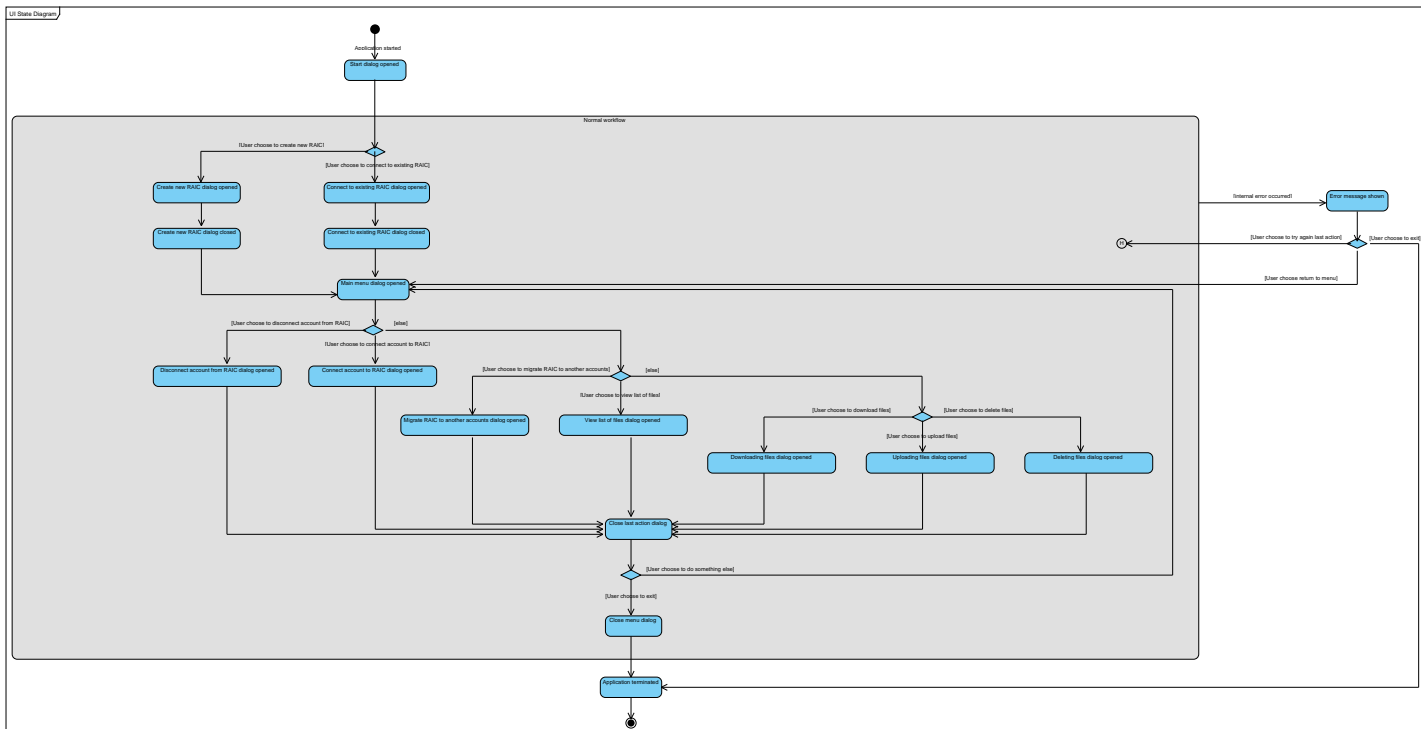 UI State Diagram
Application started
Start dialog opened
Normal workflow
[User choose to create new RAIC]
[User choose to connect to existing RAIC]
Create new RAIC dialog opened
Connect to existing RAIC dialog opened
[Internal error occurred]
Error message shown
Create new RAIC dialog closed
Connect to existing RAIC dialog closed
H
[User choose to try again last action]
[User choose to exit]
Main menu dialog opened
[User choose return to menu]
[User choose to disconnect account from RAIC]
[else]
[User choose to connect account to RAIC]
Disconnect account from RAIC dialog opened
Connect account to RAIC dialog opened
[User choose to migrate RAIC to another accounts]
[else]
[User choose to view list of files]
Migrate RAIC to another accounts dialog opened
View list of files dialog opened
[User choose to download files]
[User choose to delete files]
[User choose to upload files]
Downloading files dialog opened
Uploading files dialog opened
Deleting files dialog opened
Close last action dialog
[User choose to do something else]
[User choose to exit]
Close menu dialog
Application terminated